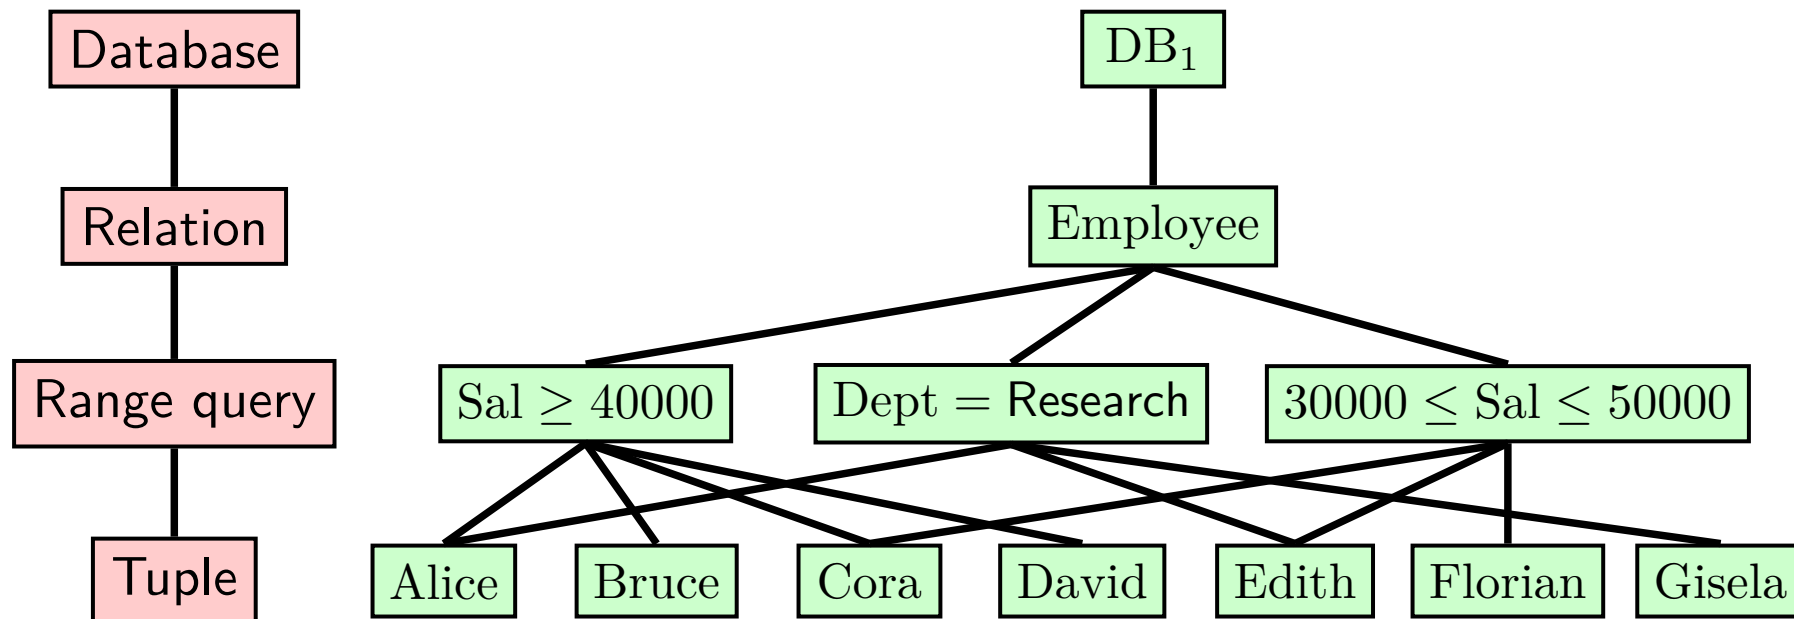 Database
DB₁
Relation
Employee
Range query
Sal ≥ 40000
Dept = Research
30000 ≤ Sal ≤ 50000
Tuple
Alice
Bruce
Cora
David
Edith
Florian
Gisela